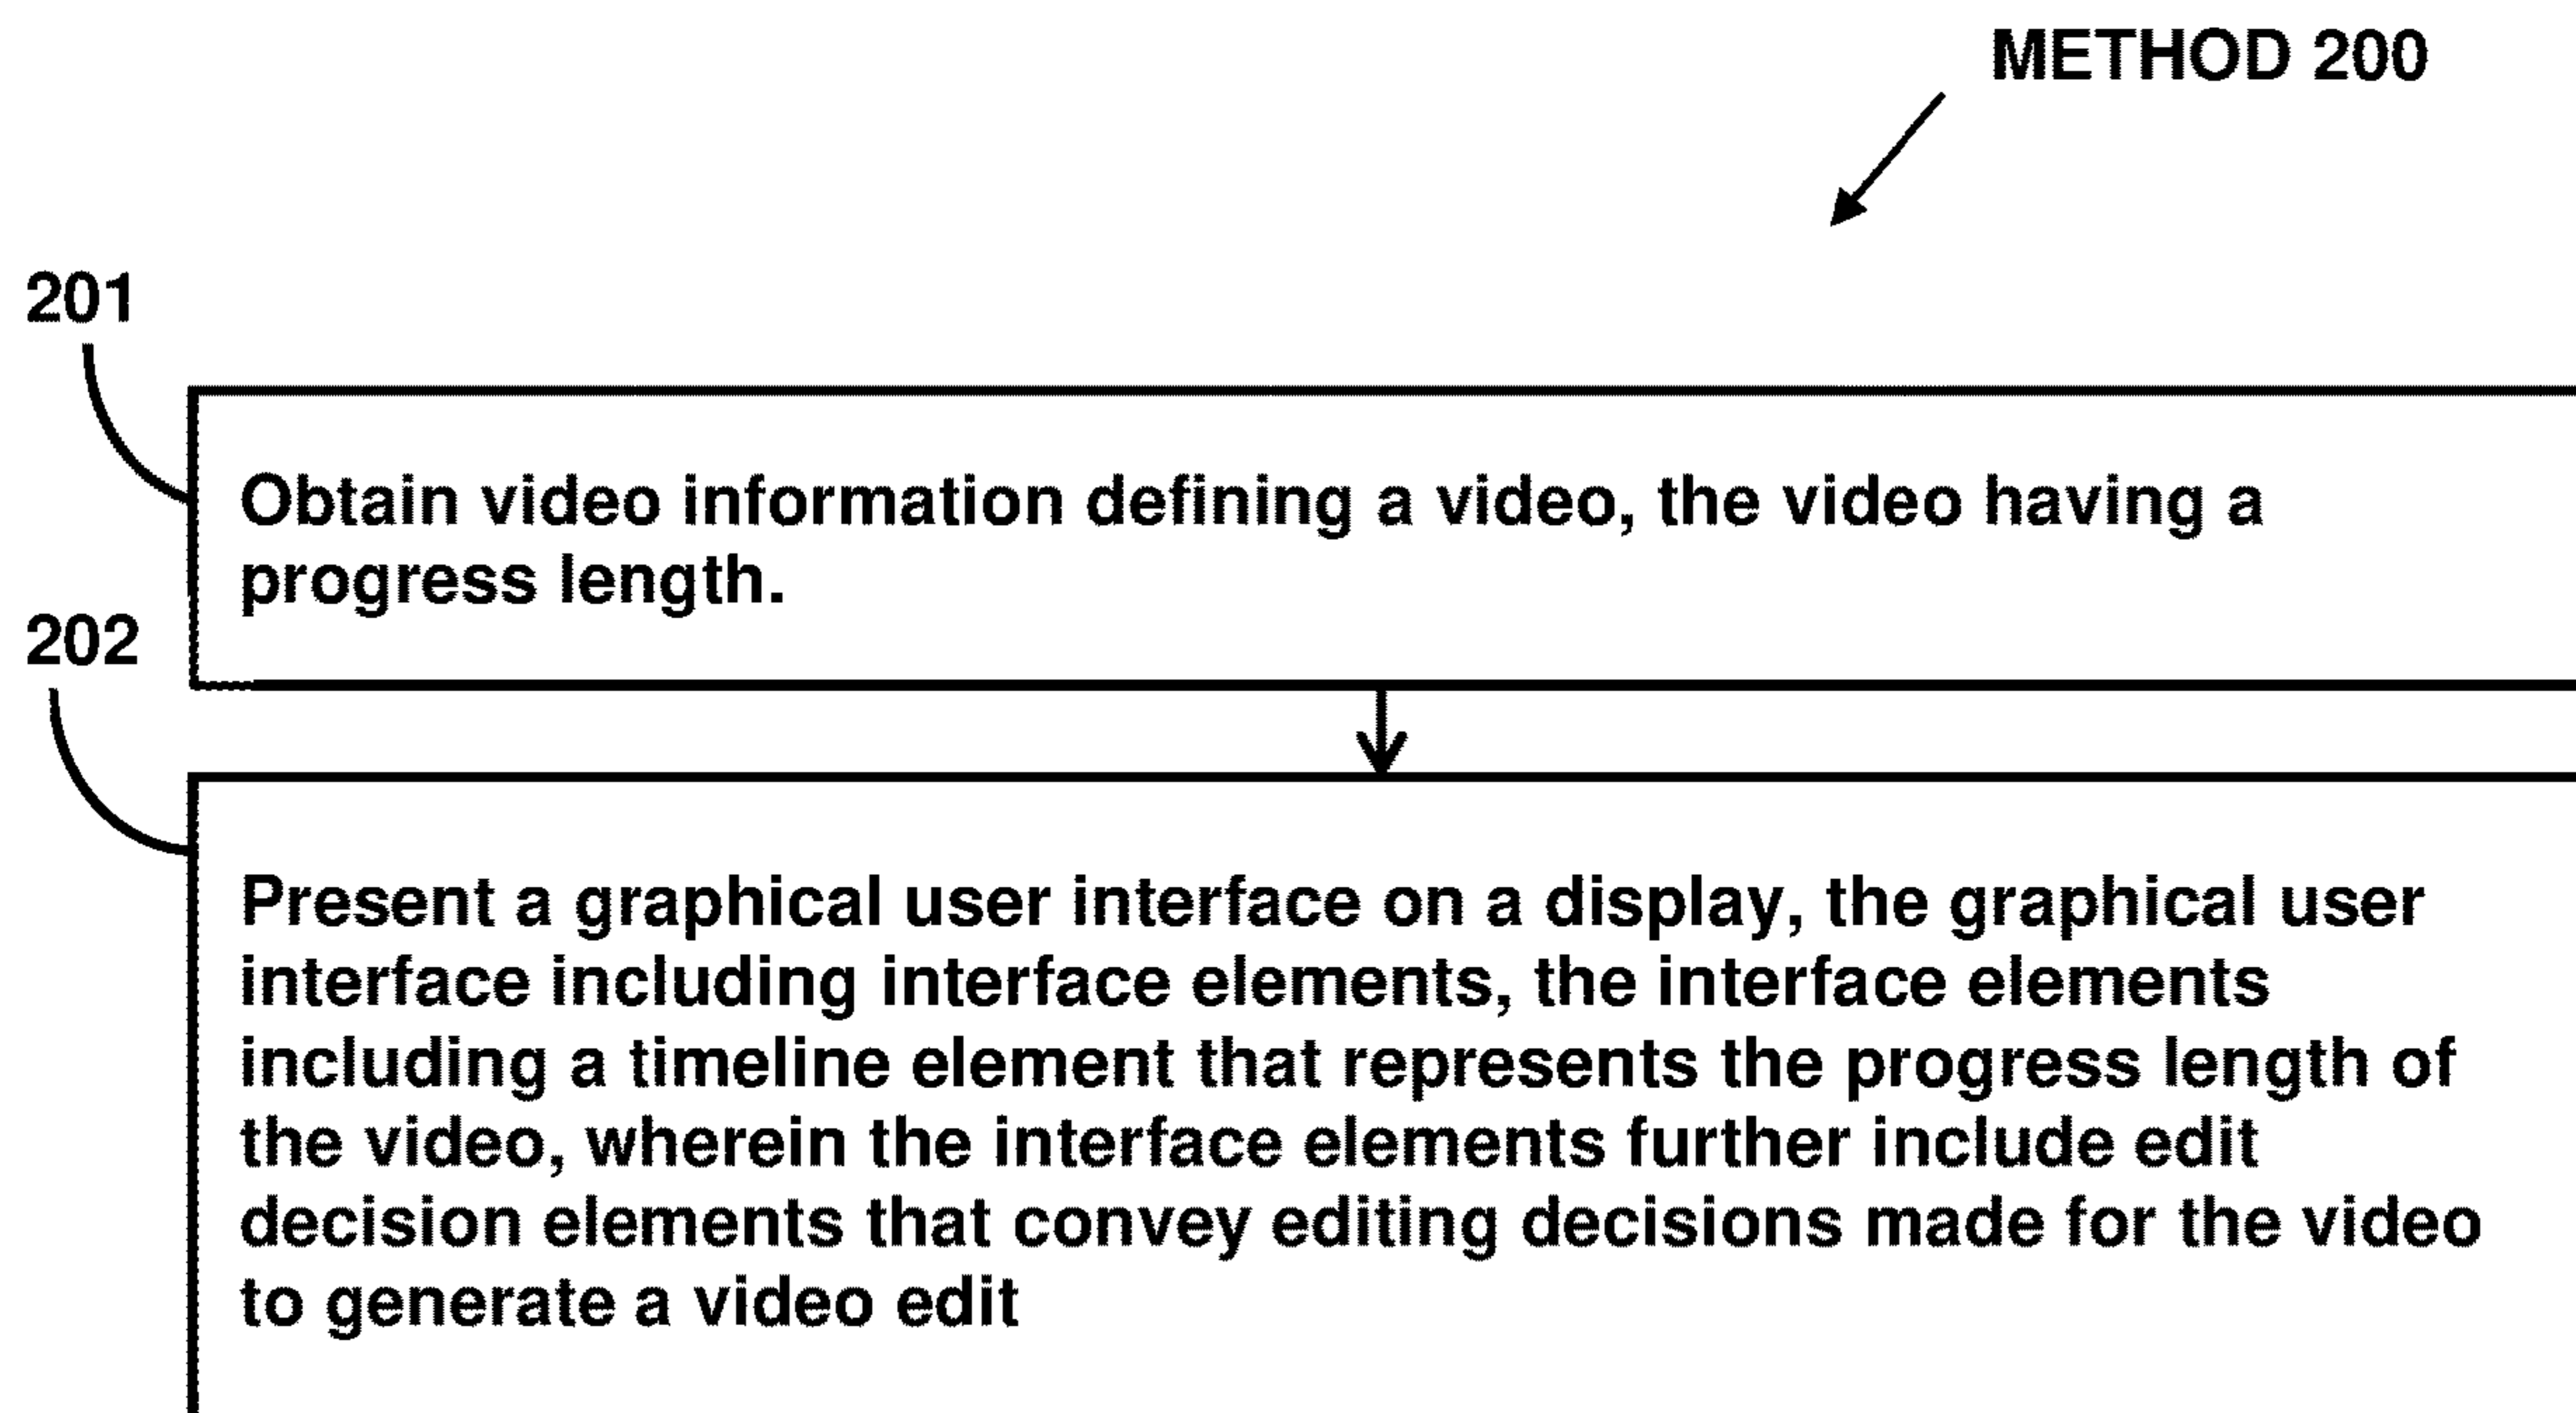 METHOD 200
201
Obtain video information defining a video, the video having a
progress length.
202
Present a graphical user interface on a display, the graphical user
interface including interface elements, the interface elements
including a timeline element that represents the progress length of
the video, wherein the interface elements further include edit
decision elements that convey editing decisions made for the video
to generate a video edit